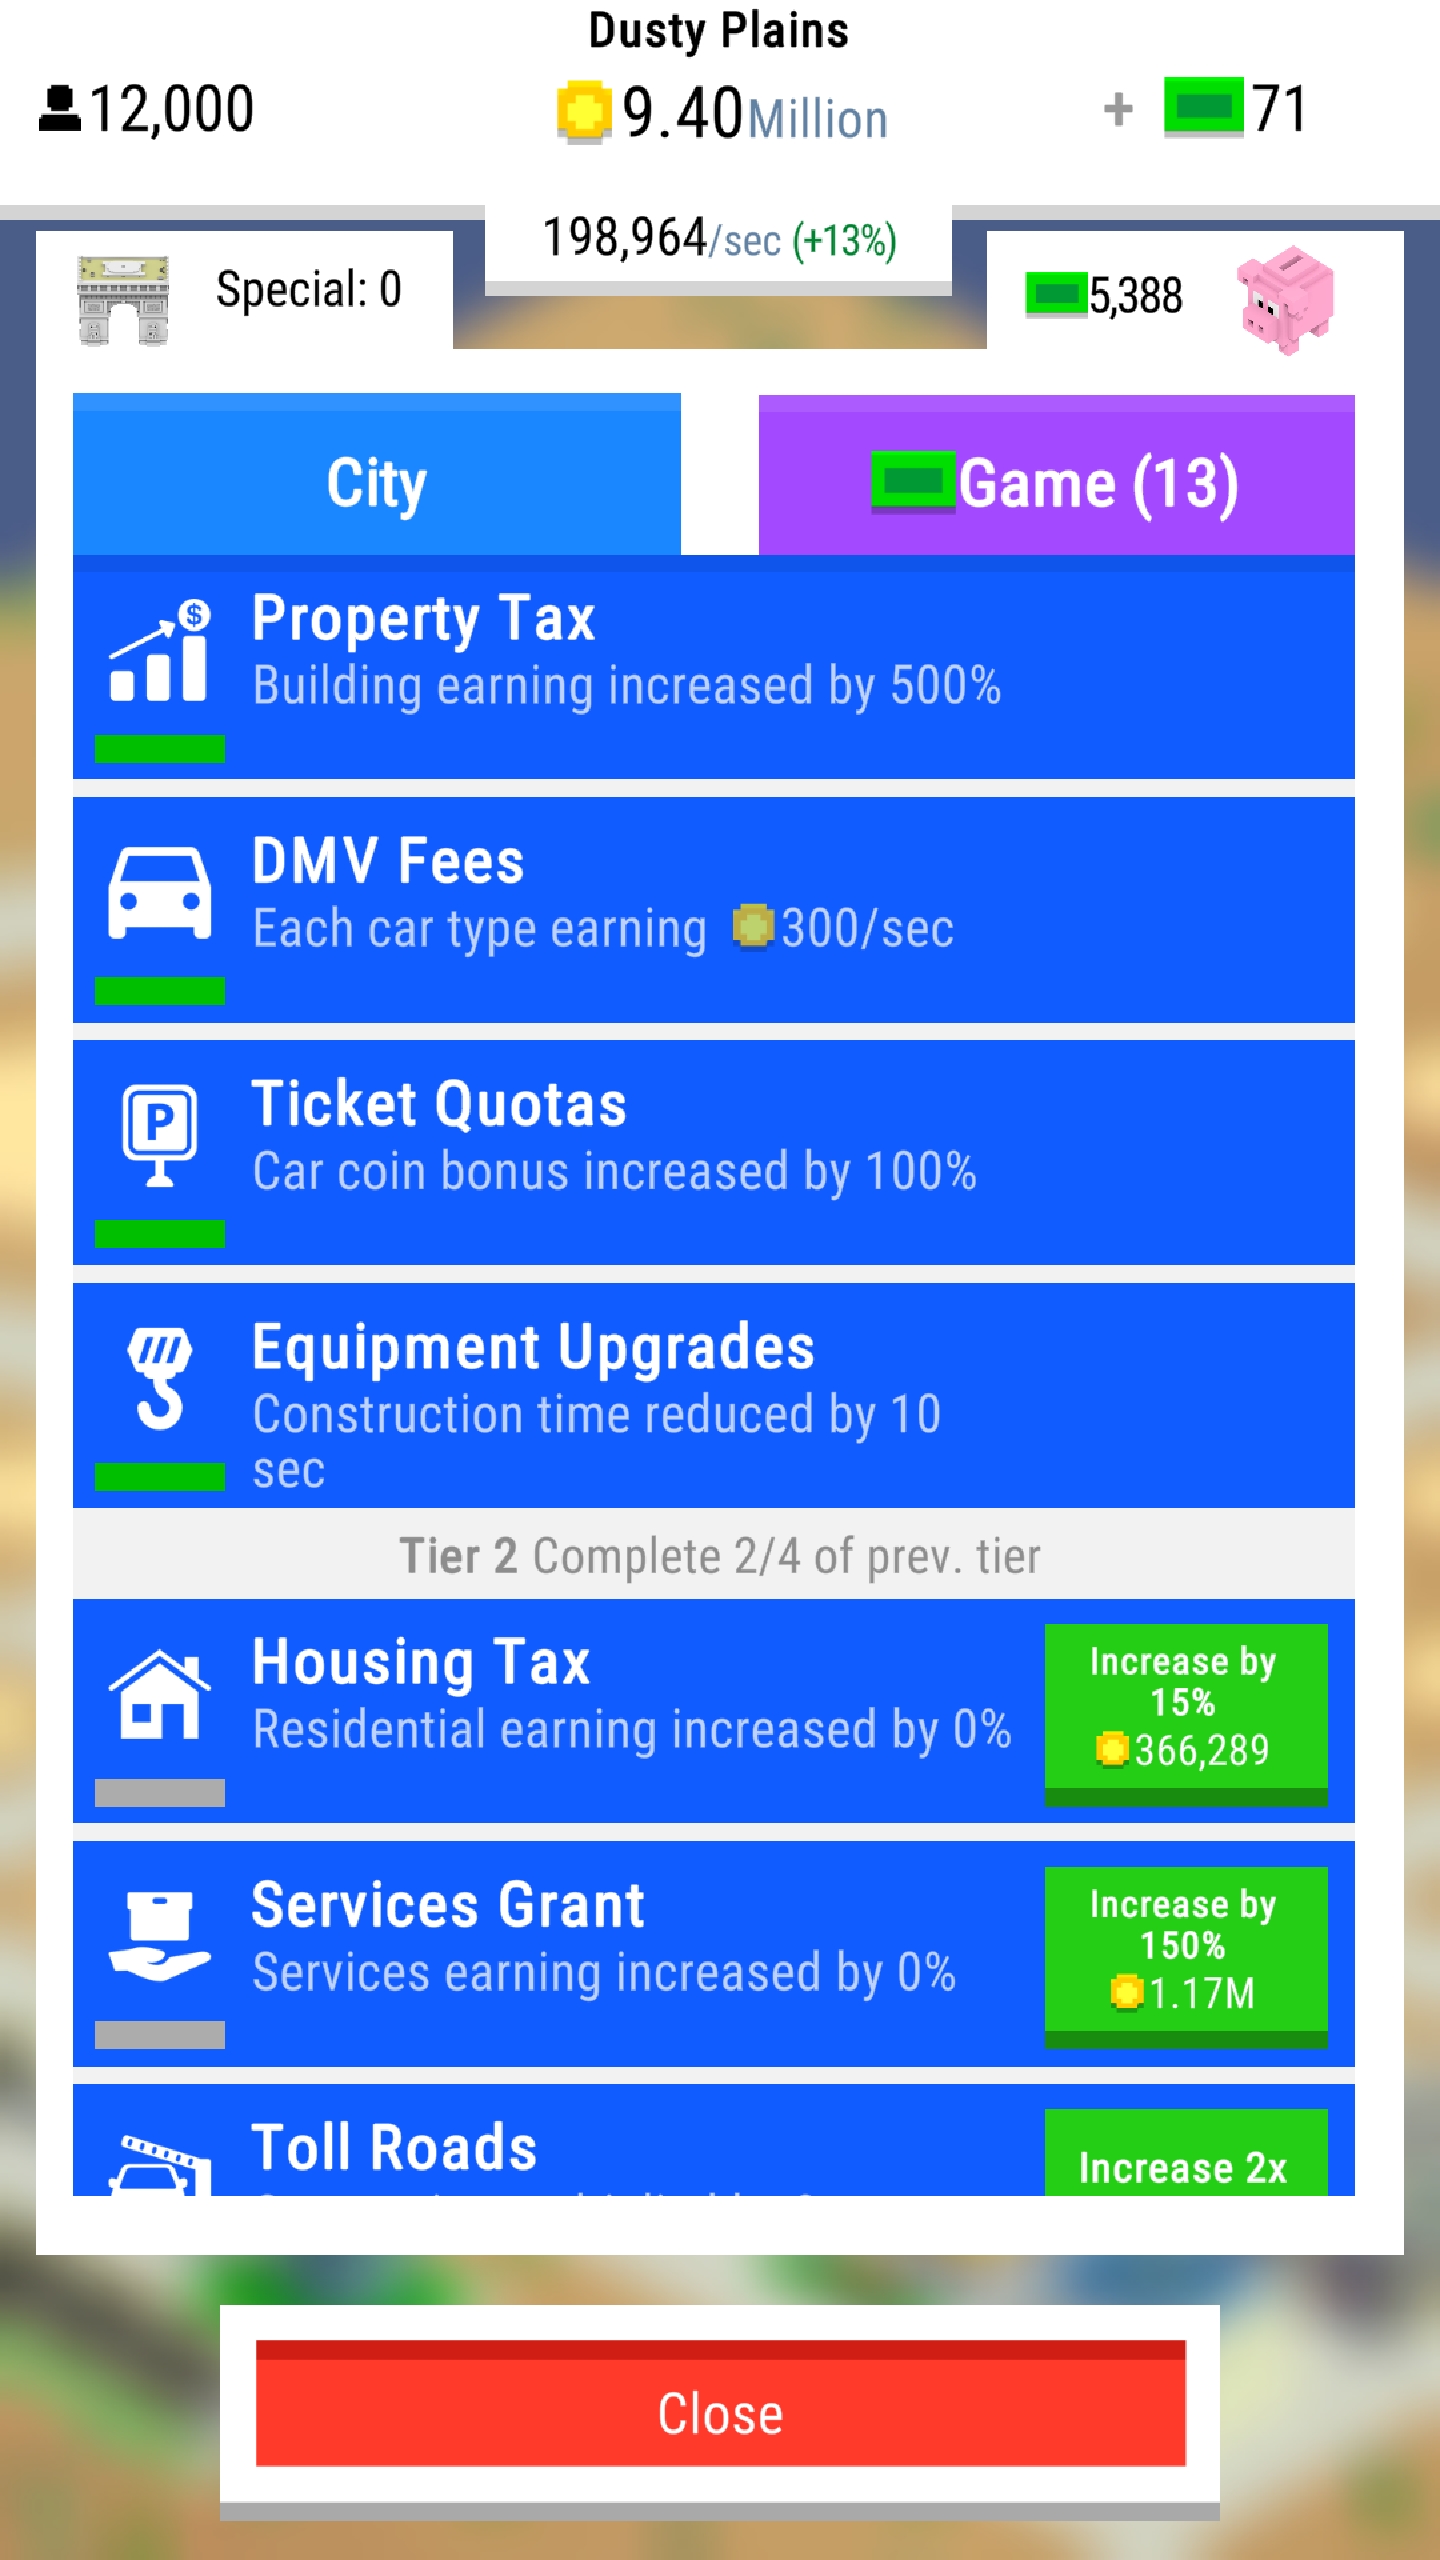 Dusty Plains
12,000
9.40Million
+ 71
198,964/sec (+13%)
Special: 0
5,388
City
Game (13)
Property Tax
Building earning increased by 500%
DMV Fees
Each car type earning 300/sec
Ticket Quotas
Car coin bonus increased by 100%
Equipment Upgrades
Construction time reduced by 10
sec
Tier 2 Complete 2/4 of prev. tier
Housing Tax
Residential earning increased by 0%
Increase by
15%
366,289
Services Grant
Services earning increased by 0%
Increase by
150%
1.17M
Toll Roads
Increase 2x
Close